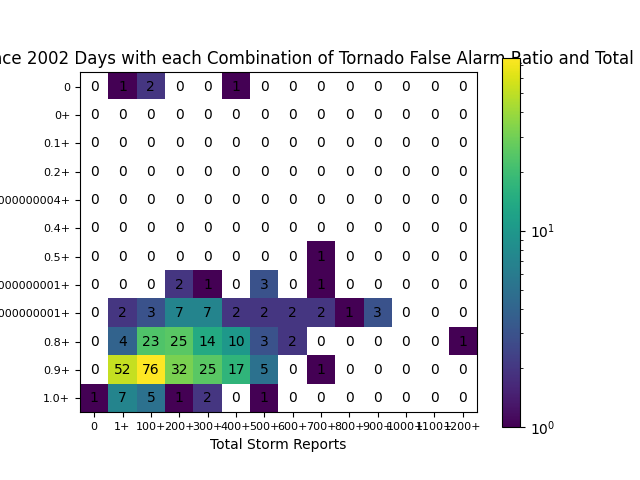 2002 Days with each Combination of Tornado False Alarm Ratio and Total
0 0 1 2 0 0 1 0 0 0 0 0 0 0 0
0+ 0 0 0 0 0 0 0 0 0 0 0 0 0 0
0.1+ 0 0 0 0 0 0 0 0 0 0 0 0 0 0
0.2+ 0 0 0 0 0 0 0 0 0 0 0 0 0 0
000000004+ 0 0 0 0 0 0 0 0 0 0 0 0 0 0
0.4+ 0 0 0 0 0 0 0 0 0 0 0 0 0 0
0.5+ 0 0 0 0 0 0 0 0 1 0 0 0 0 0
000000001+ 0 0 0 2 1 0 3 0 1 0 0 0 0 0
000000001+ 0 2 3 7 7 2 2 2 2 1 3 0 0 0
0.8+ 0 4 23 25 14 10 3 2 0 0 0 0 0 1
0.9+ 0 52 76 32 25 17 5 0 1 0 0 0 0 0
1.0+ 1 7 5 1 2 0 1 0 0 0 0 0 0 0
0 1+ 100+ 200+ 300+ 400+ 500+ 600+ 700+ 800+ 900+ 1000+ 1100+ 1200+
Total Storm Reports
10¹
10⁰